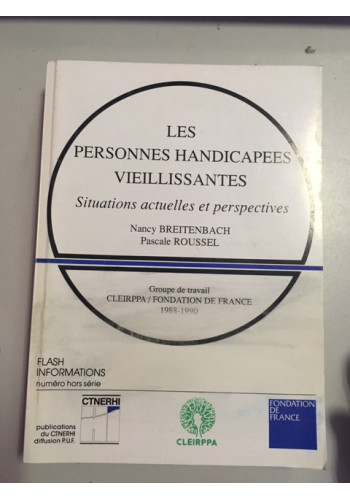 LES
PERSONNES HANDICAPEES
VIEILLISSANTES
Situations actuelles et perspectives
Nancy BREITENBACH
Pascale ROUSSEL
Groupe de travail
CLEIRPPA / FONDATION DE FRANCE
1988-1990
FLASH
INFORMATIONS
numéro hors série
publications
du CTNERHI
diffusion P.U.F.
CTNERHI
CLEIRPPA
FONDATION
DE
FRANCE